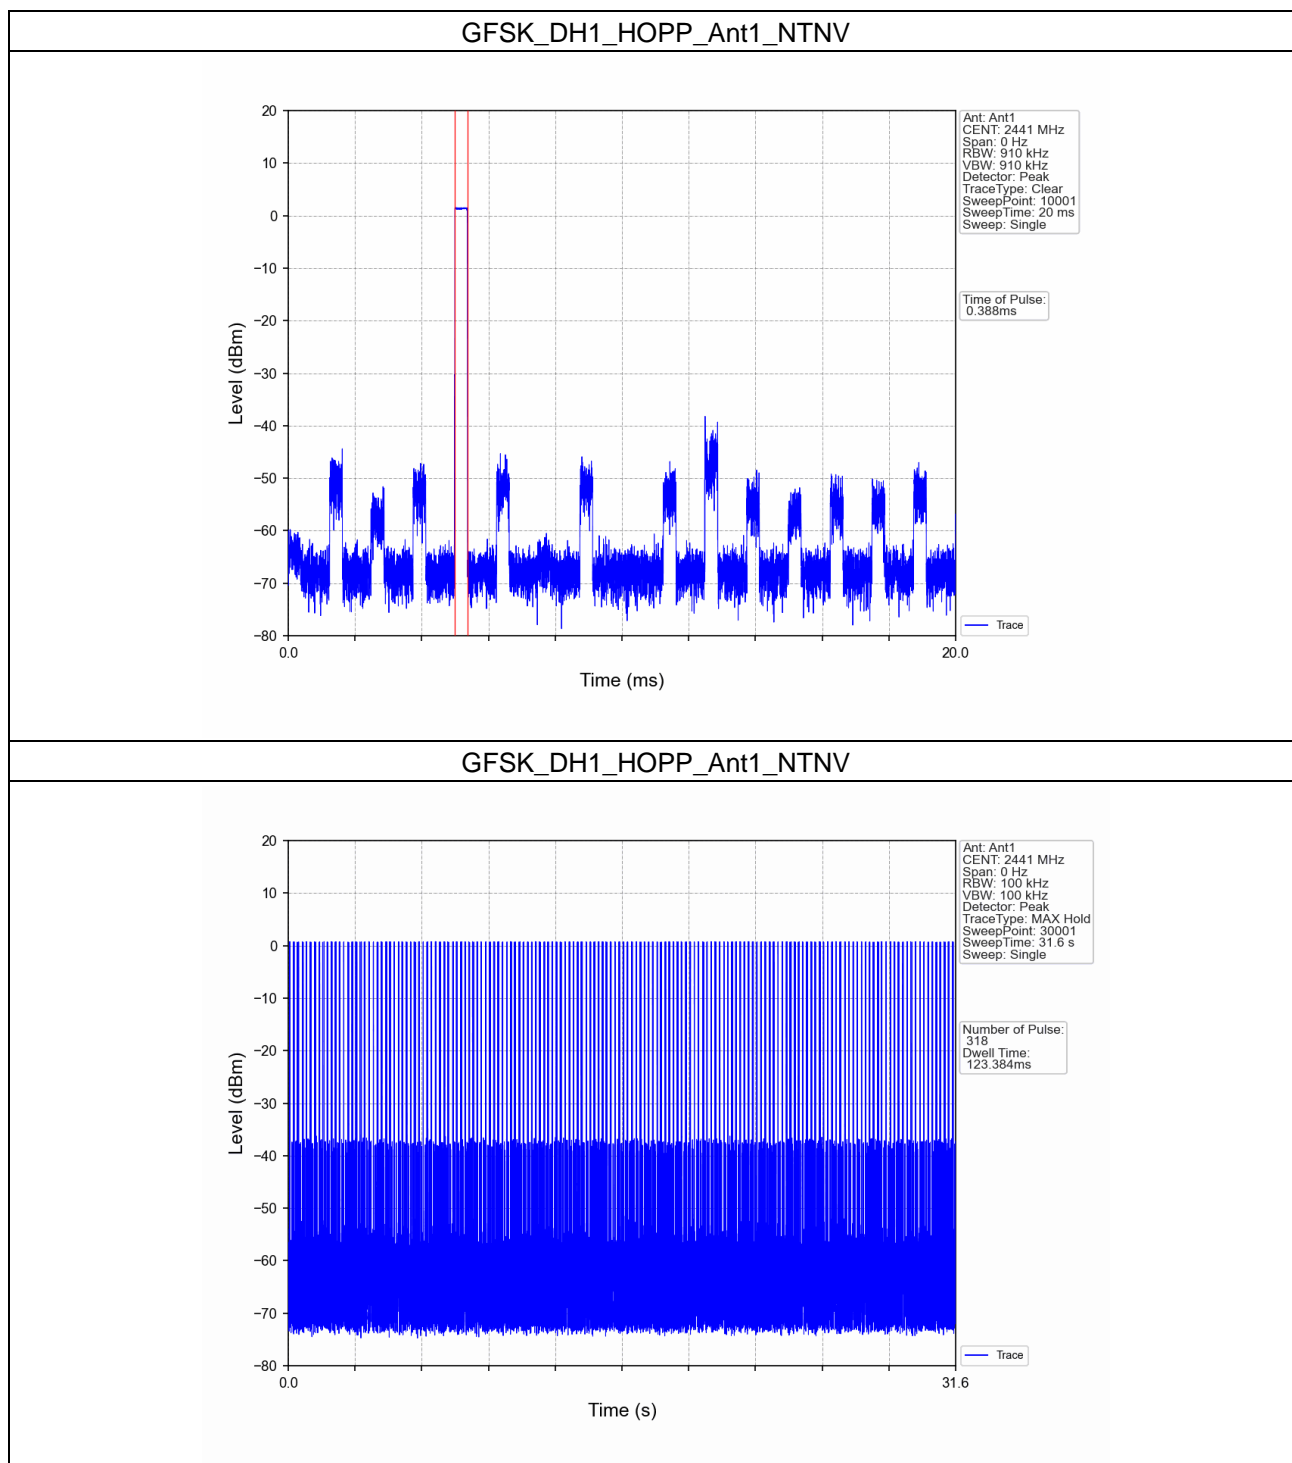 GFSK_DH1_HOPP_Ant1_NTNV
20
10
0
−10
−20
−30
−40
−50
−60
−70
−80
Level (dBm)
0.0
20.0
Time (ms)
Ant: Ant1
CENT: 2441 MHz
Span: 0 Hz
RBW: 910 kHz
VBW: 910 kHz
Detector: Peak
TraceType: Clear
SweepPoint: 10001
SweepTime: 20 ms
Sweep: Single
Time of Pulse:
0.388ms
Trace
GFSK_DH1_HOPP_Ant1_NTNV
20
10
0
−10
−20
−30
−40
−50
−60
−70
−80
Level (dBm)
0.0
31.6
Time (s)
Ant: Ant1
CENT: 2441 MHz
Span: 0 Hz
RBW: 100 kHz
VBW: 100 kHz
Detector: Peak
TraceType: MAX Hold
SweepPoint: 30001
SweepTime: 31.6 s
Sweep: Single
Number of Pulse:
318
Dwell Time:
123.384ms
Trace